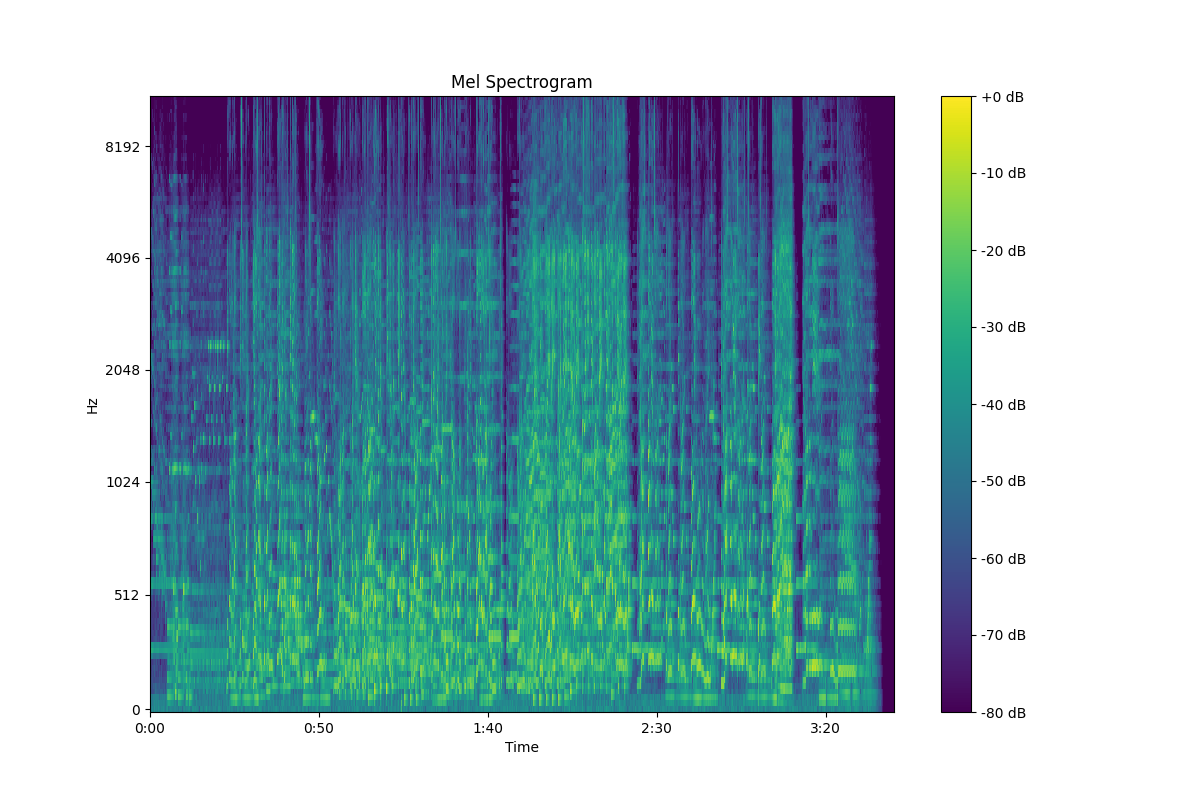 Mel Spectrogram
+0 dB
8192
-10 dB
-20 dB
4096
-30 dB
2048
-40 dB
Hz
1024
-50 dB
-60 dB
512
-70 dB
0
-80 dB
0:00
0:50
1:40
2:30
3:20
Time